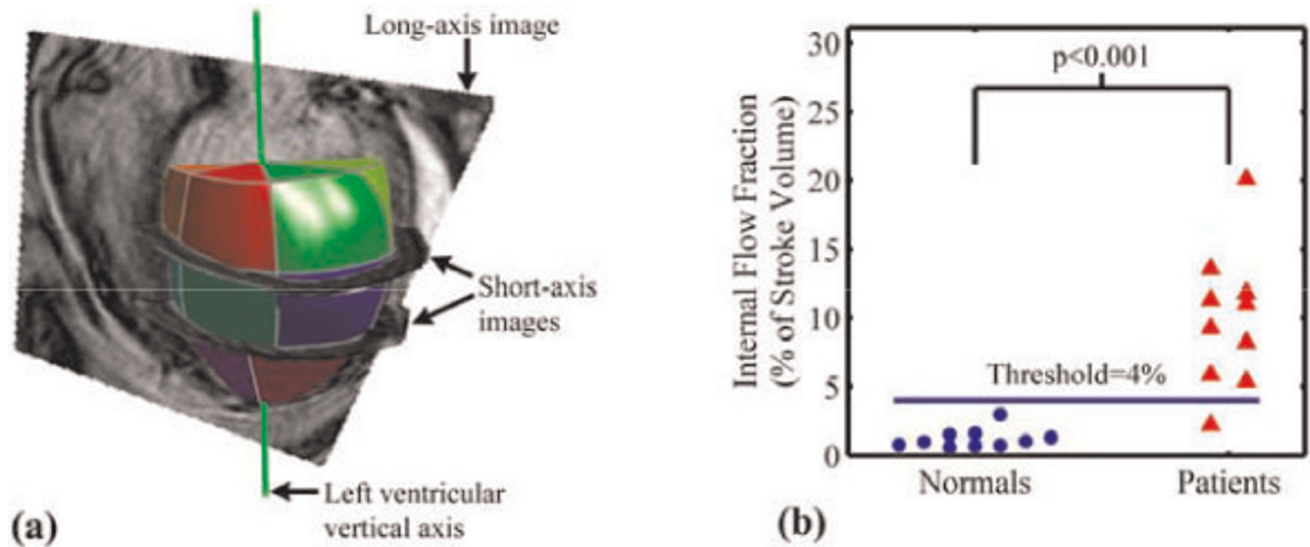 Long-axis image
Short-axis
images
Left ventricular
vertical axis
(a)
Internal Flow Fraction
(% of Stroke Volume)
30
25
20
15
10
5
0
p<0.001
Threshold=4%
Normals
Patients
(b)